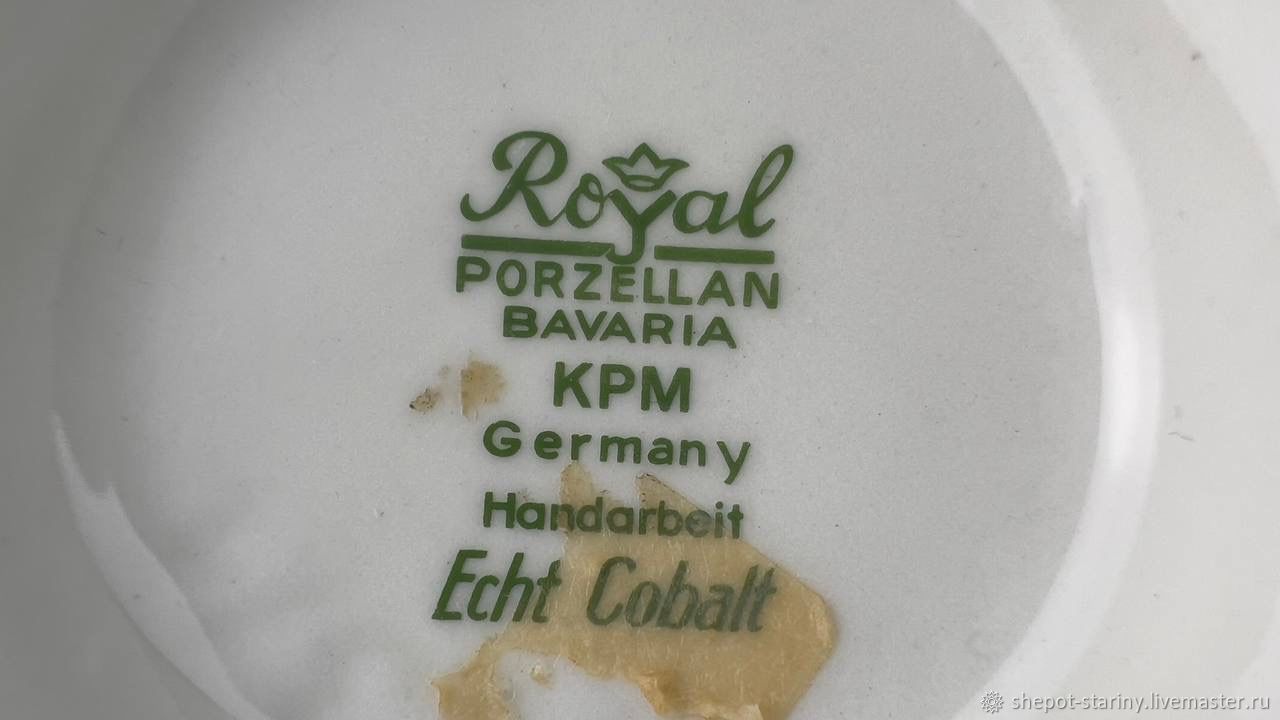 Royal
PORZELLAN
BAVARIA
KPM
Germany
Handarbeit
Echt Cobalt
shepot-stariny.livemaster.ru